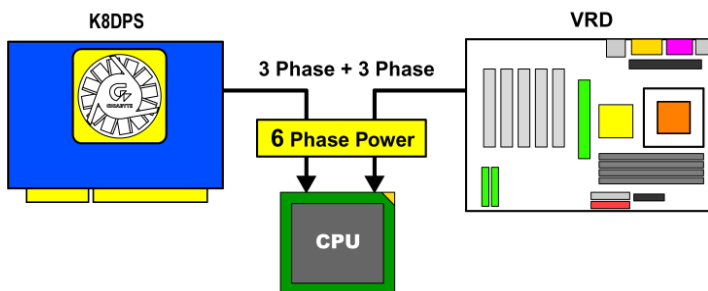 K8DPS
VRD
3 Phase + 3 Phase
6 Phase Power
GIGABYTE
CPU